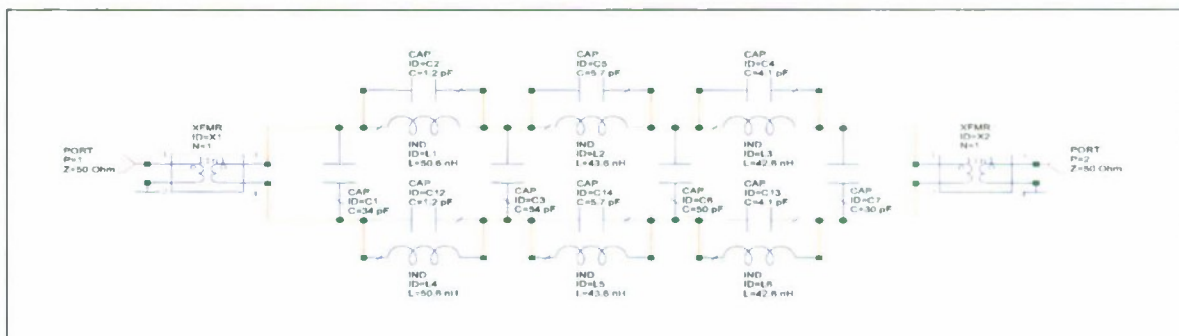 CAP
ID=C2
C=1.2 pF
CAP
ID=C5
C=5.7 pF
CAP
ID=C4
C=4.1 pF
XFMR
ID=X1
N=1
XFMR
ID=X2
N=1
PORT
P=1
Z=50 Ohm
PORT
P=2
Z=50 Ohm
IND
ID=L1
L=50.6 nH
IND
ID=L2
L=43.6 nH
IND
ID=L3
L=42.6 nH
CAP
ID=C1
C=34 pF
CAP
ID=C12
C=1.2 pF
CAP
ID=C3
C=54 pF
CAP
ID=C14
C=5.7 pF
CAP
ID=C6
C=50 pF
CAP
ID=C13
C=4.1 pF
CAP
ID=C7
C=30 pF
IND
ID=L4
L=50.6 nH
IND
ID=L5
L=43.6 nH
IND
ID=L6
L=42.6 nH